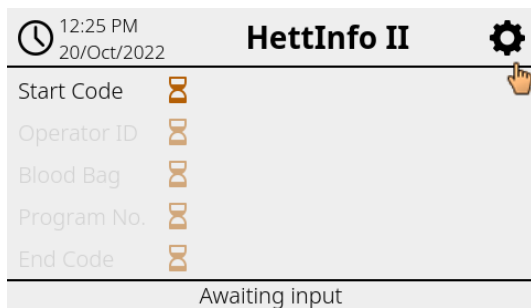 12:25 PM
20/Oct/2022
HettInfo II
Start Code
Operator ID
Blood Bag
Program No.
End Code
Awaiting input